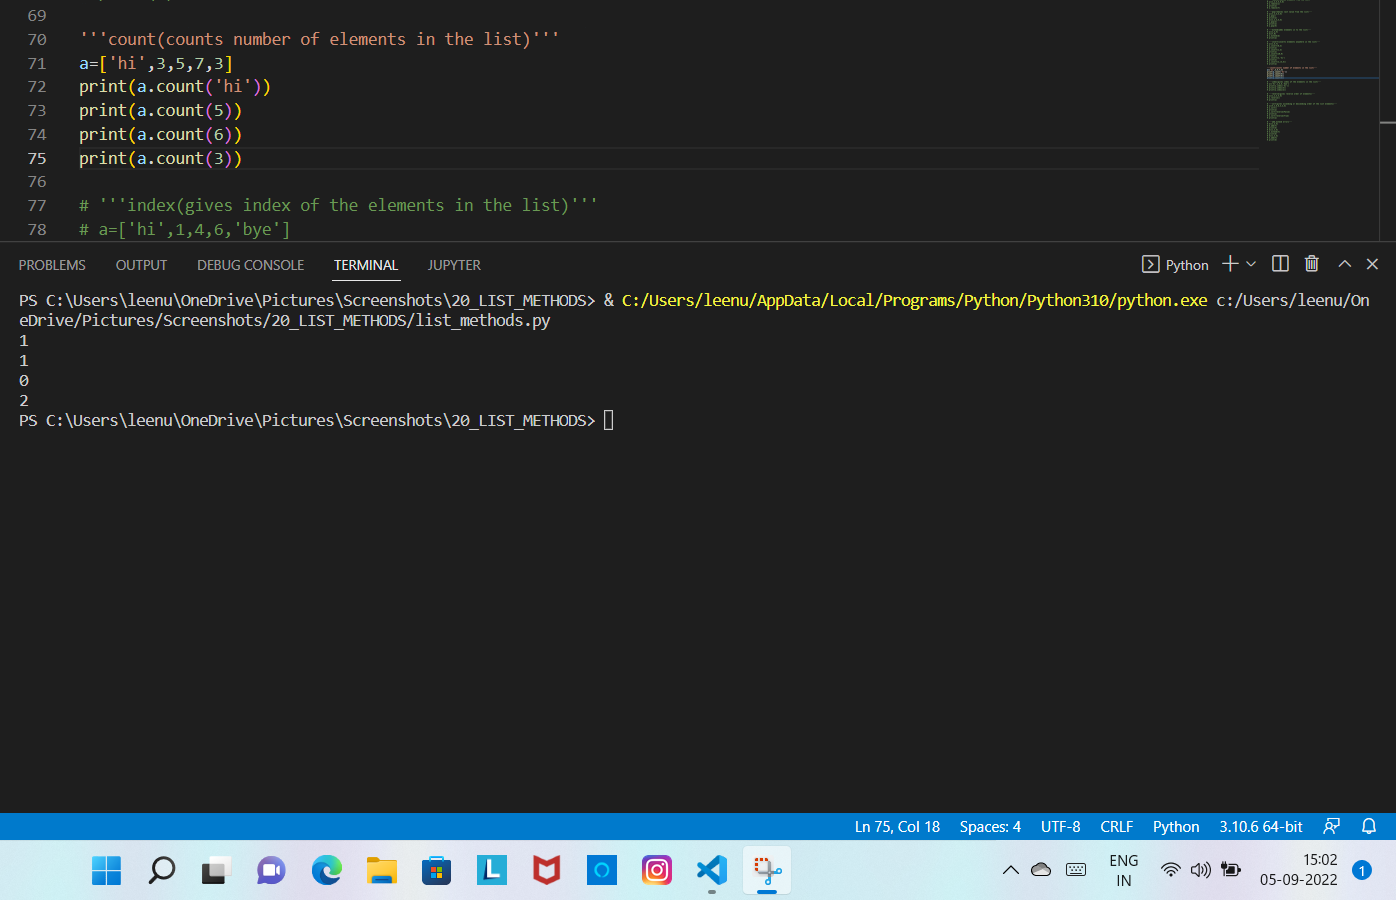 69
70 '''count(counts number of elements in the list)'''
71 a=['hi',3,5,7,3]
72 print(a.count('hi'))
73 print(a.count(5))
74 print(a.count(6))
75 print(a.count(3))
76
77 # '''index(gives index of the elements in the list)'''
78 # a=['hi',1,4,6,'bye']
PROBLEMS OUTPUT DEBUG CONSOLE TERMINAL JUPYTER Python
PS C:\Users\leenu\OneDrive\Pictures\Screenshots\20_LIST_METHODS> & C:/Users/leenu/AppData/Local/Programs/Python/Python310/python.exe c:/Users/leenu/On
eDrive/Pictures/Screenshots/20_LIST_METHODS/list_methods.py
1
1
0
2
PS C:\Users\leenu\OneDrive\Pictures\Screenshots\20_LIST_METHODS>
Ln 75, Col 18 Spaces: 4 UTF-8 CRLF Python 3.10.6 64-bit
L
ENG
IN
15:02
05-09-2022
1